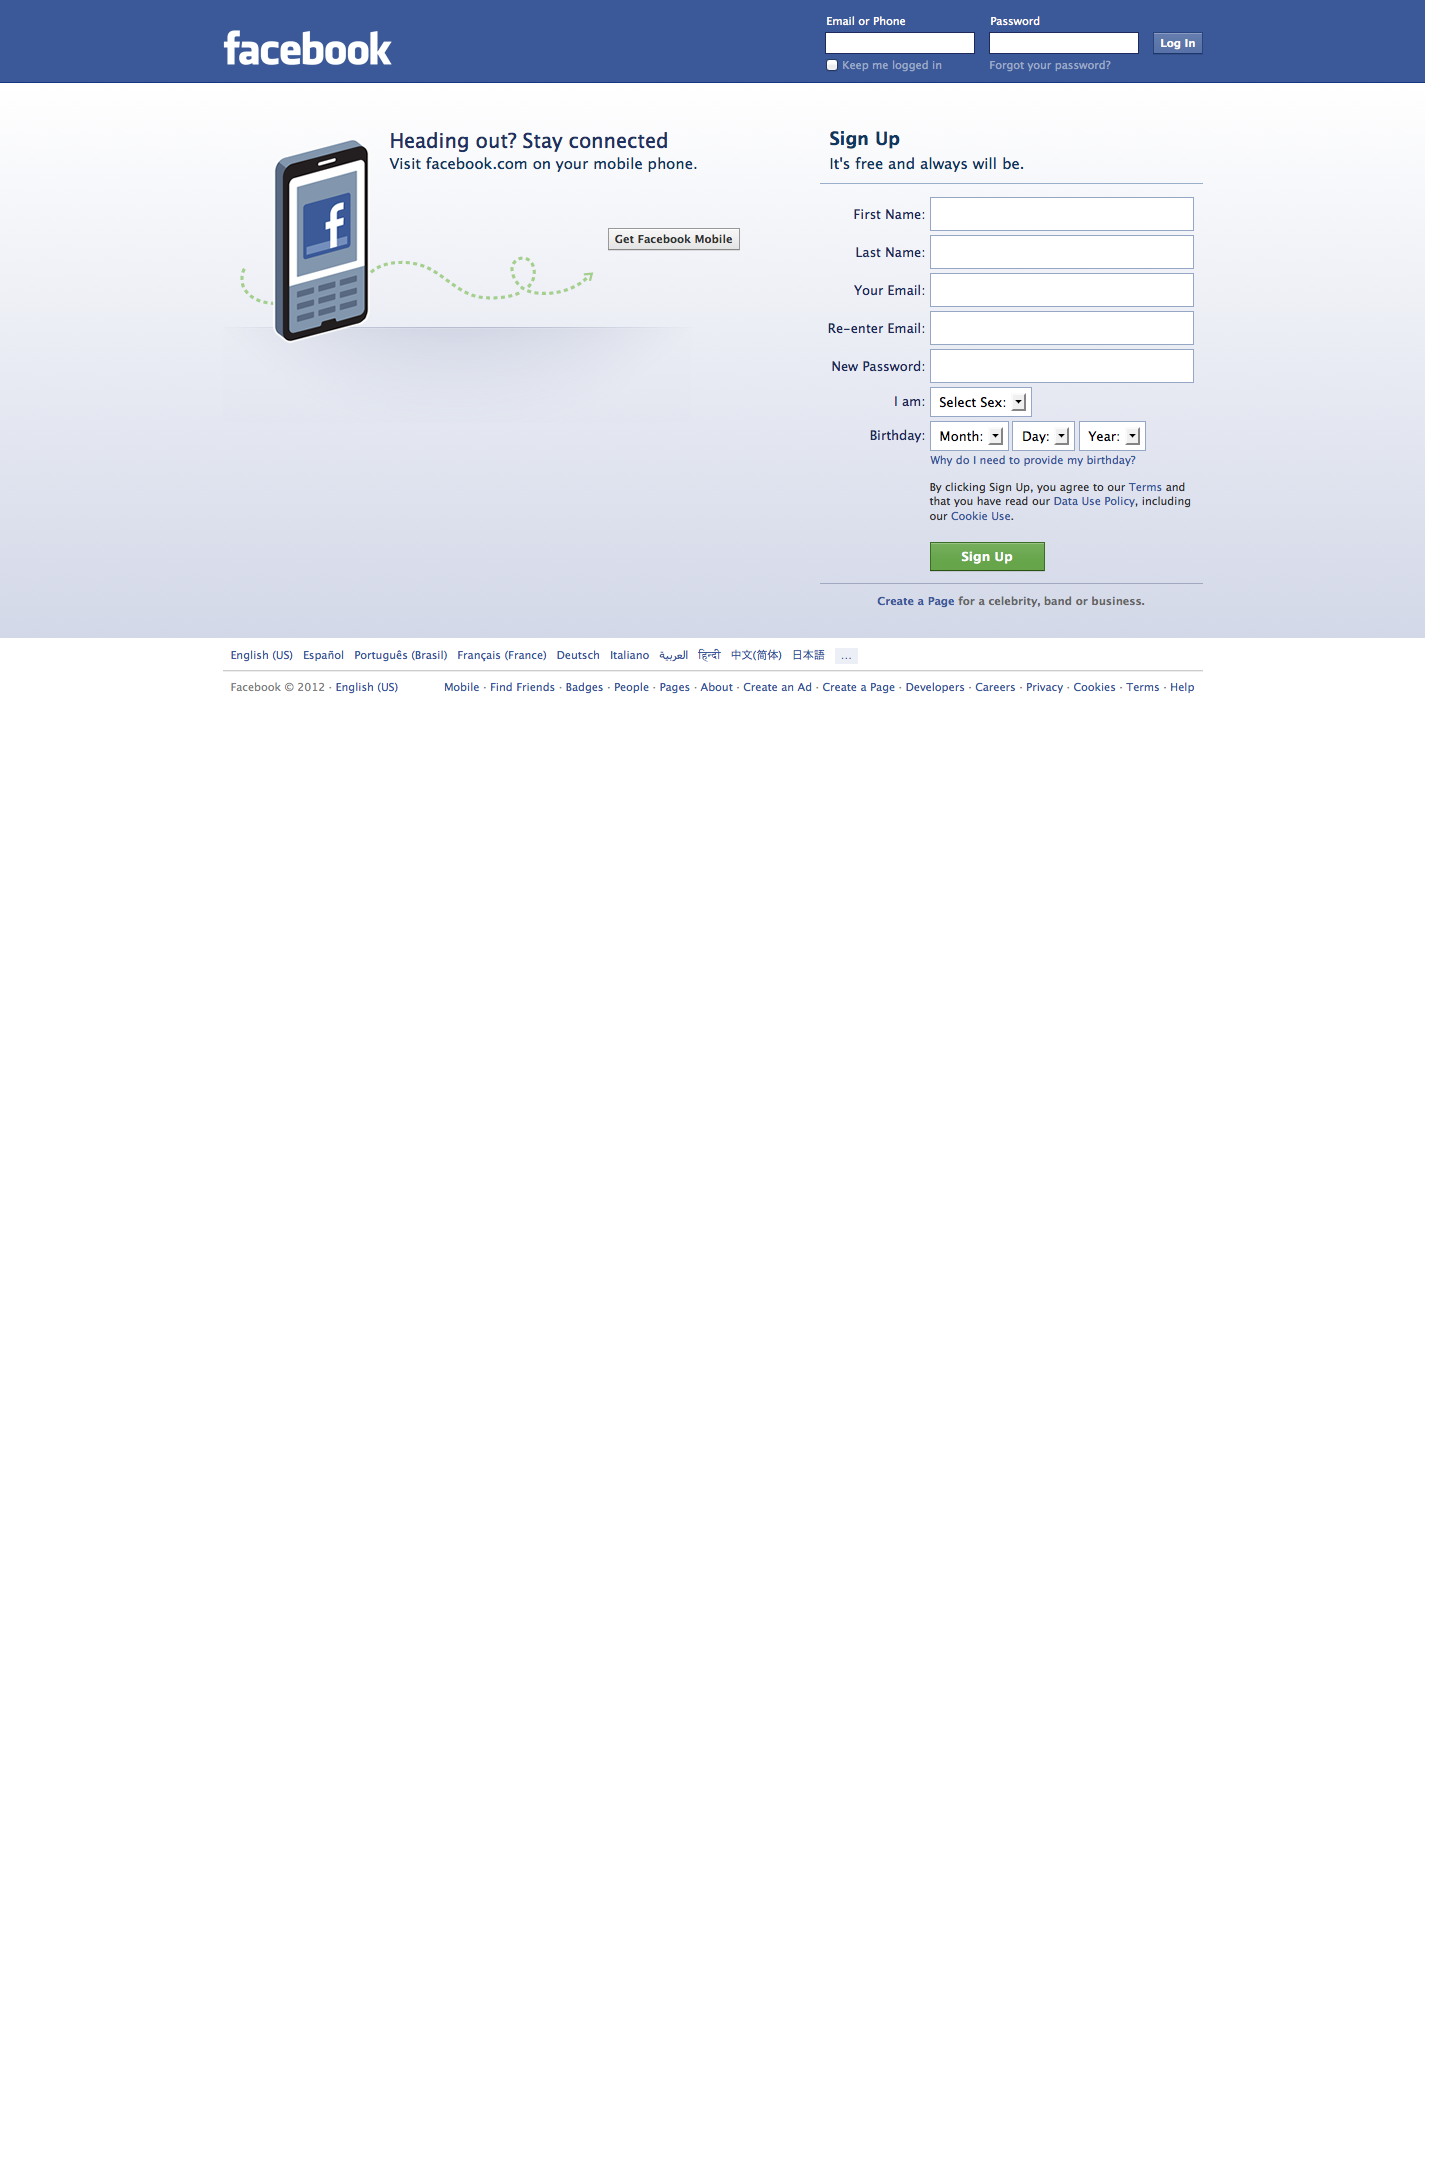 facebook
Email or Phone
Password
Log In
Keep me logged in
Forgot your password?
Heading out? Stay connected
Visit facebook.com on your mobile phone.
f
Get Facebook Mobile
Sign Up
It's free and always will be.
First Name:
Last Name:
Your Email:
Re-enter Email:
New Password:
I am: Select Sex:
Birthday: Month: Day: Year:
Why do I need to provide my birthday?
By clicking Sign Up, you agree to our Terms and
that you have read our Data Use Policy, including
our Cookie Use.
Sign Up
Create a Page for a celebrity, band or business.
English (US) Español Português (Brasil) Français (France) Deutsch Italiano العربية हिन्दी 中文(简体) 日本語 ...
Facebook © 2012 · English (US)
Mobile · Find Friends · Badges · People · Pages · About · Create an Ad · Create a Page · Developers · Careers · Privacy · Cookies · Terms · Help